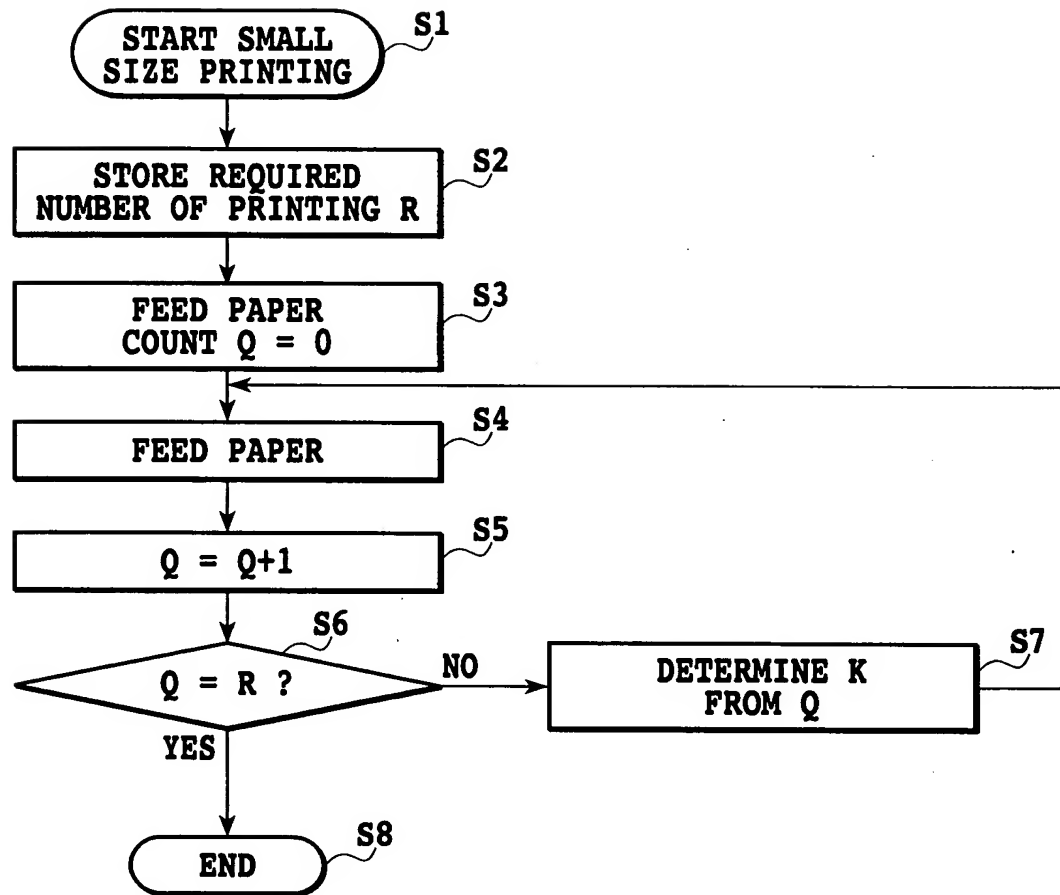 START SMALL
SIZE PRINTING
S1
STORE REQUIRED
NUMBER OF PRINTING R
S2
FEED PAPER
COUNT Q = 0
S3
FEED PAPER
S4
Q = Q+1
S5
Q = R ?
S6
NO
DETERMINE K
FROM Q
S7
YES
END
S8